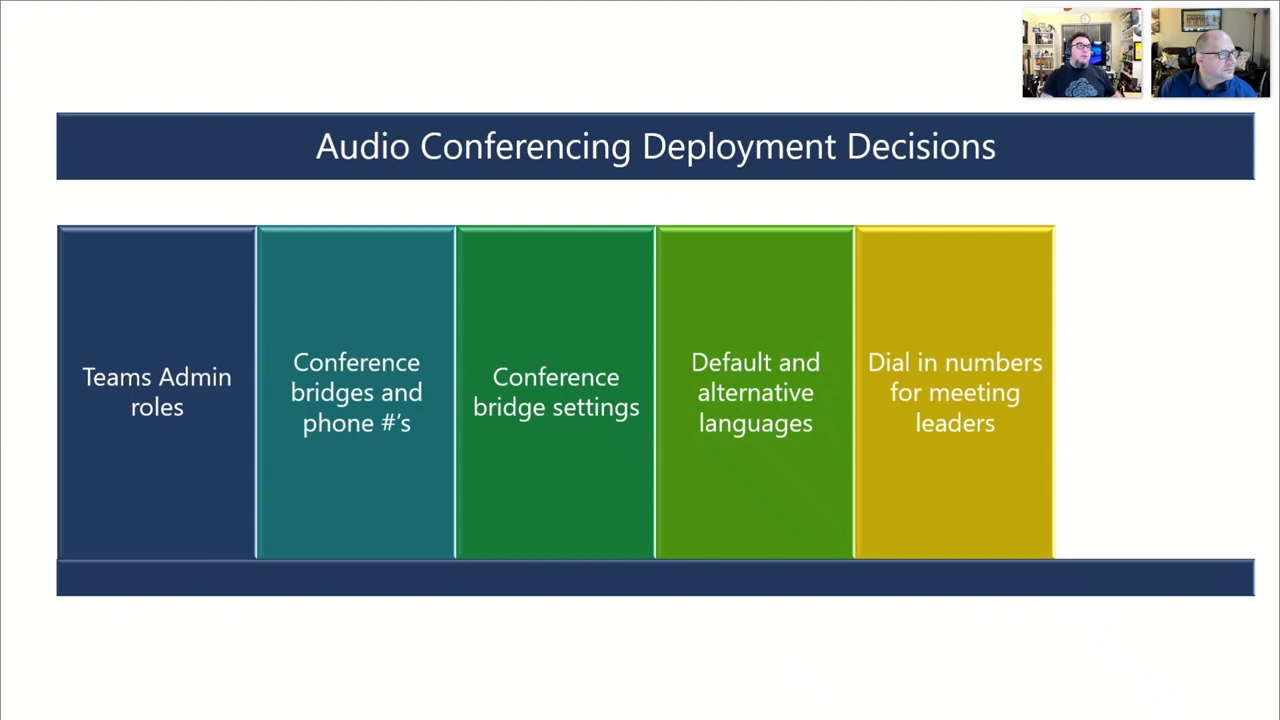 Audio Conferencing Deployment Decisions
Teams Admin
roles
Conference
bridges and
phone #'s
Conference
bridge settings
Default and
alternative
languages
Dial in numbers
for meeting
leaders